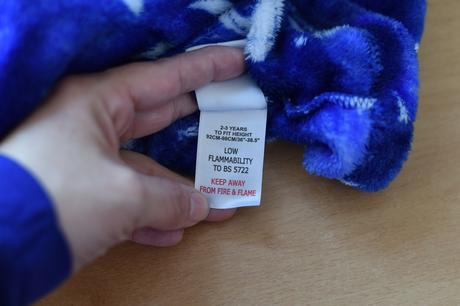 2-3 YEARS
TO FIT HEIGHT
92CM-98CM/36"-38.5"
LOW
FLAMMABILITY
TO BS 5722
KEEP AWAY
FROM FIRE & FLAME